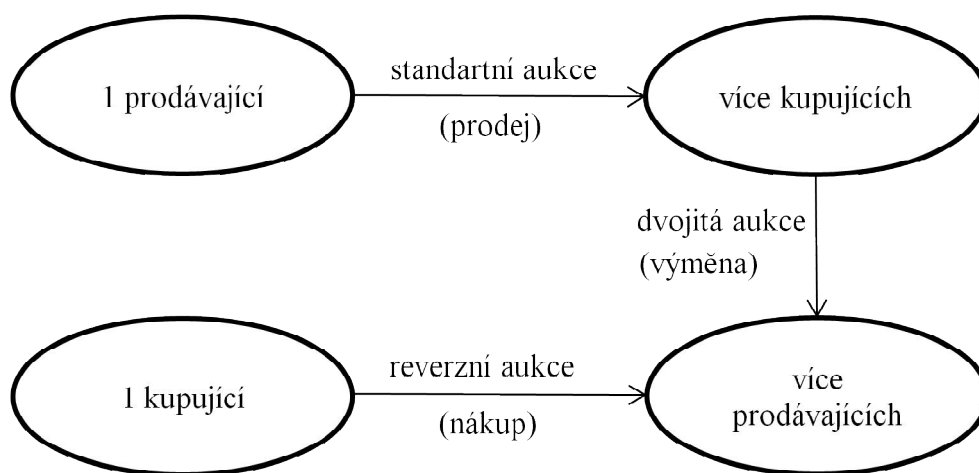 1 prodávající
standartní aukce
(prodej)
více kupujících
dvojitá aukce
(výměna)
1 kupující
reverzní aukce
(nákup)
více
prodávajících